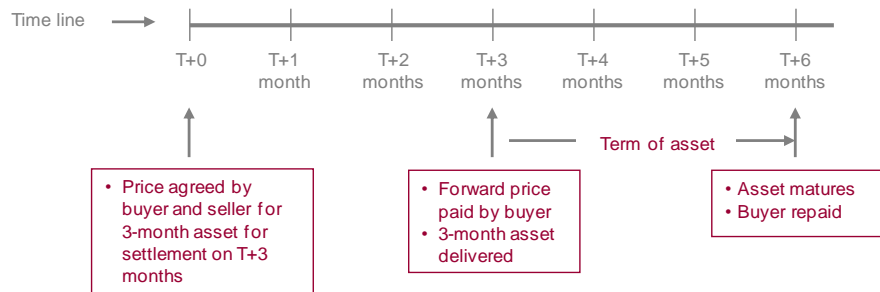 Time line
T+0
T+1
month
T+2
months
T+3
months
T+4
months
T+5
months
T+6
months
Term of asset
• Price agreed by
buyer and seller for
3-month asset for
settlement on T+3
months
• Forward price
paid by buyer
• 3-month asset
delivered
• Asset matures
• Buyer repaid